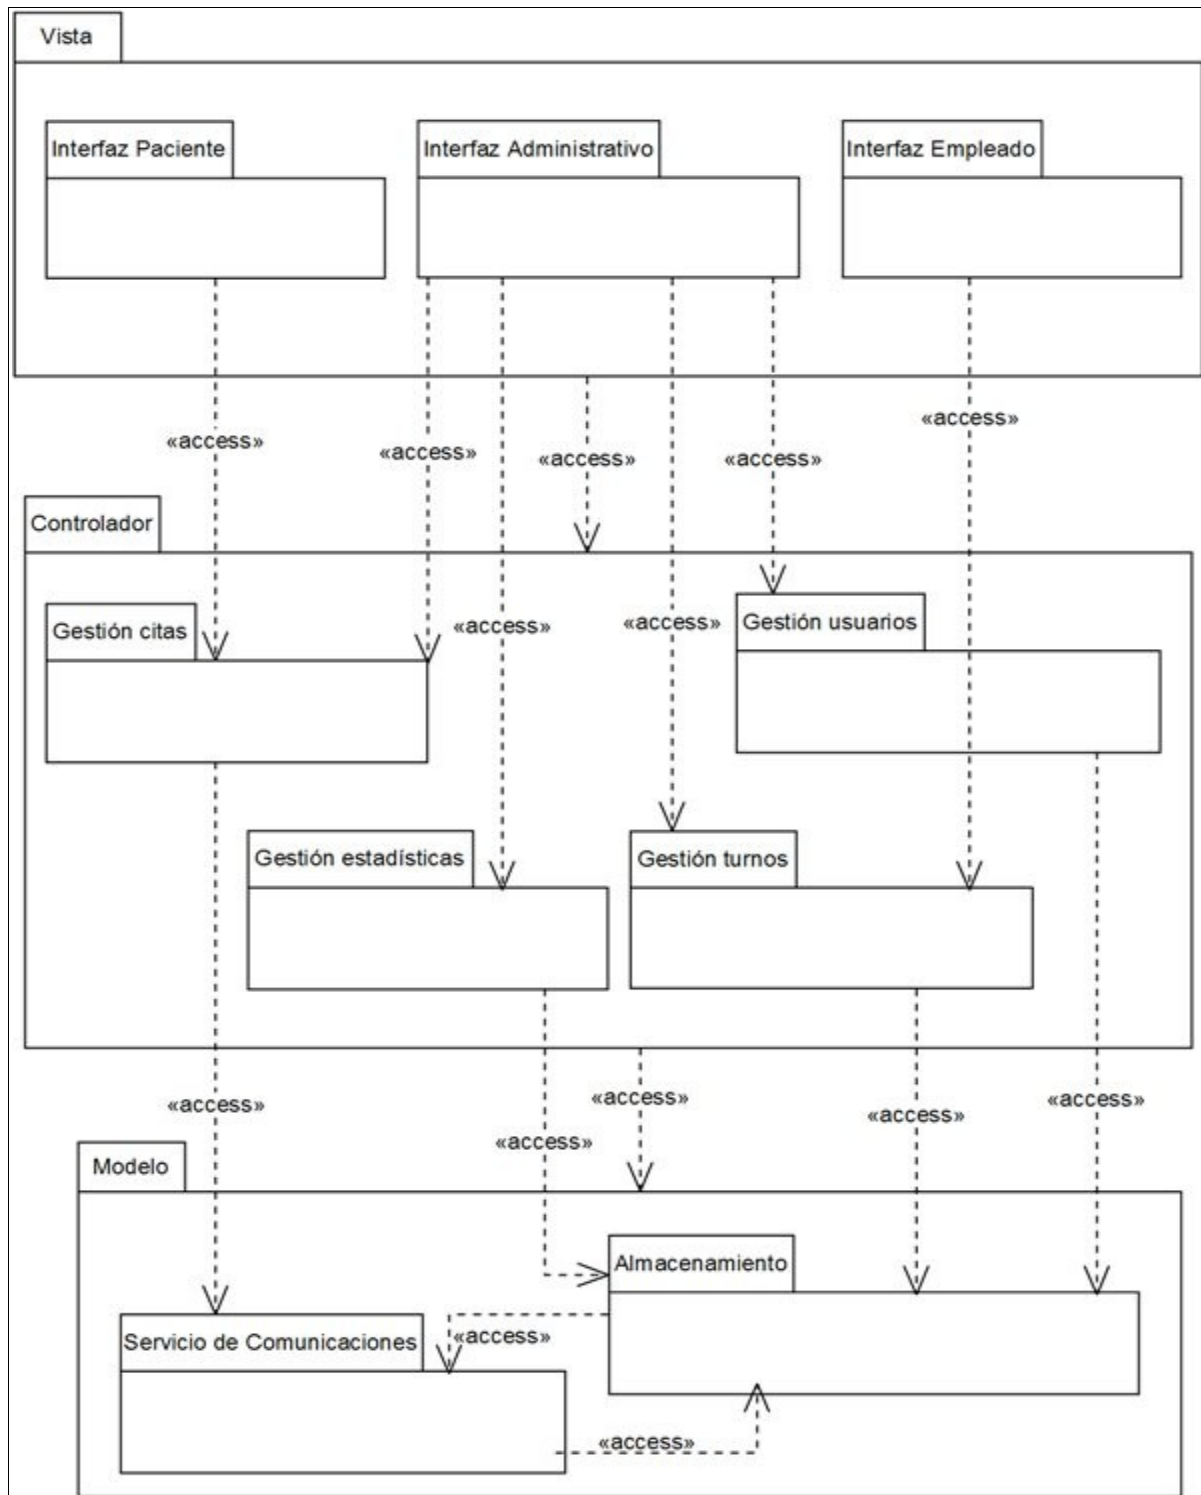 Vista
Interfaz Paciente
Interfaz Administrativo
Interfaz Empleado
«access»
«access»
«access»
«access»
«access»
Controlador
Gestión citas
«access»
«access»
Gestión usuarios
Gestión estadísticas
Gestión turnos
«access»
«access»
«access»
«access»
«access»
Modelo
Almacenamiento
Servicio de Comunicaciones
«access»
«access»